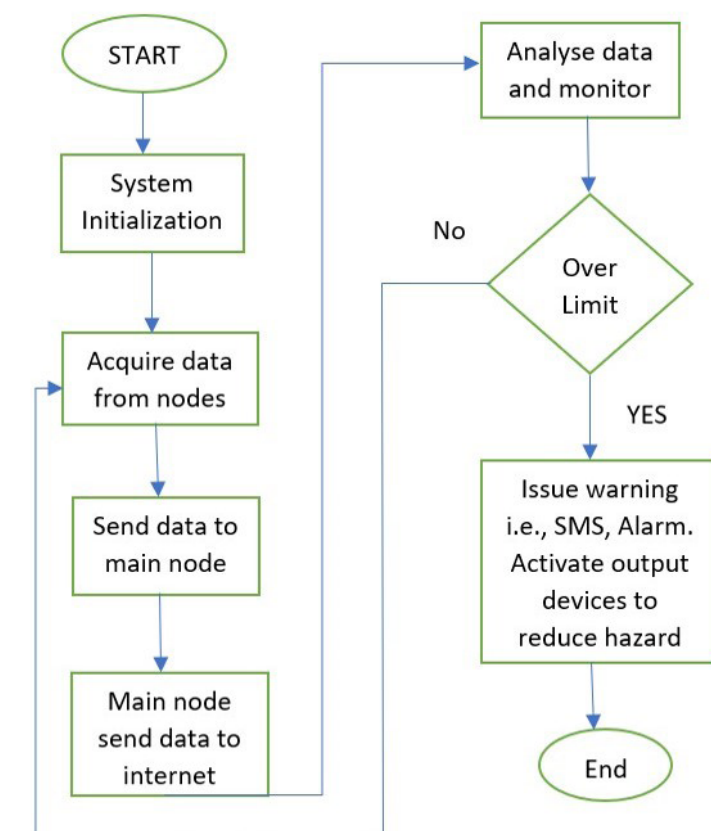 START
System
Initialization
Acquire data
from nodes
Send data to
main node
Main node
send data to
internet
Analyse data
and monitor
Over
Limit
No
YES
Issue warning
i.e., SMS, Alarm.
Activate output
devices to
reduce hazard
End